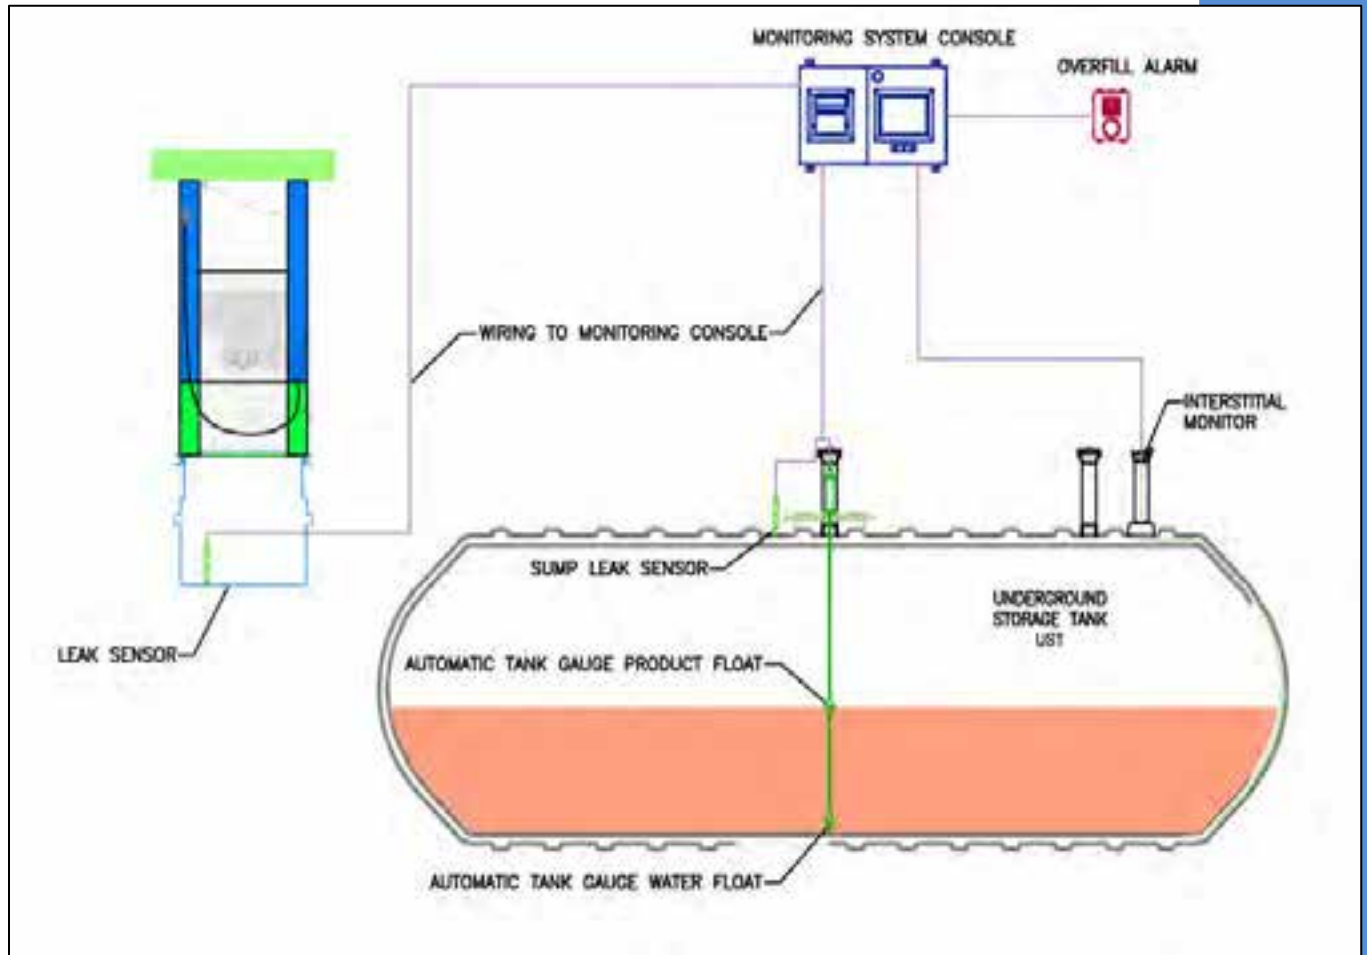 MONITORING SYSTEM CONSOLE
OVERFILL ALARM
WIRING TO MONITORING CONSOLE
INTERSTITIAL
MONITOR
SUMP LEAK SENSOR
UNDERGROUND
STORAGE TANK
UST
LEAK SENSOR
AUTOMATIC TANK GAUGE PRODUCT FLOAT
AUTOMATIC TANK GAUGE WATER FLOAT